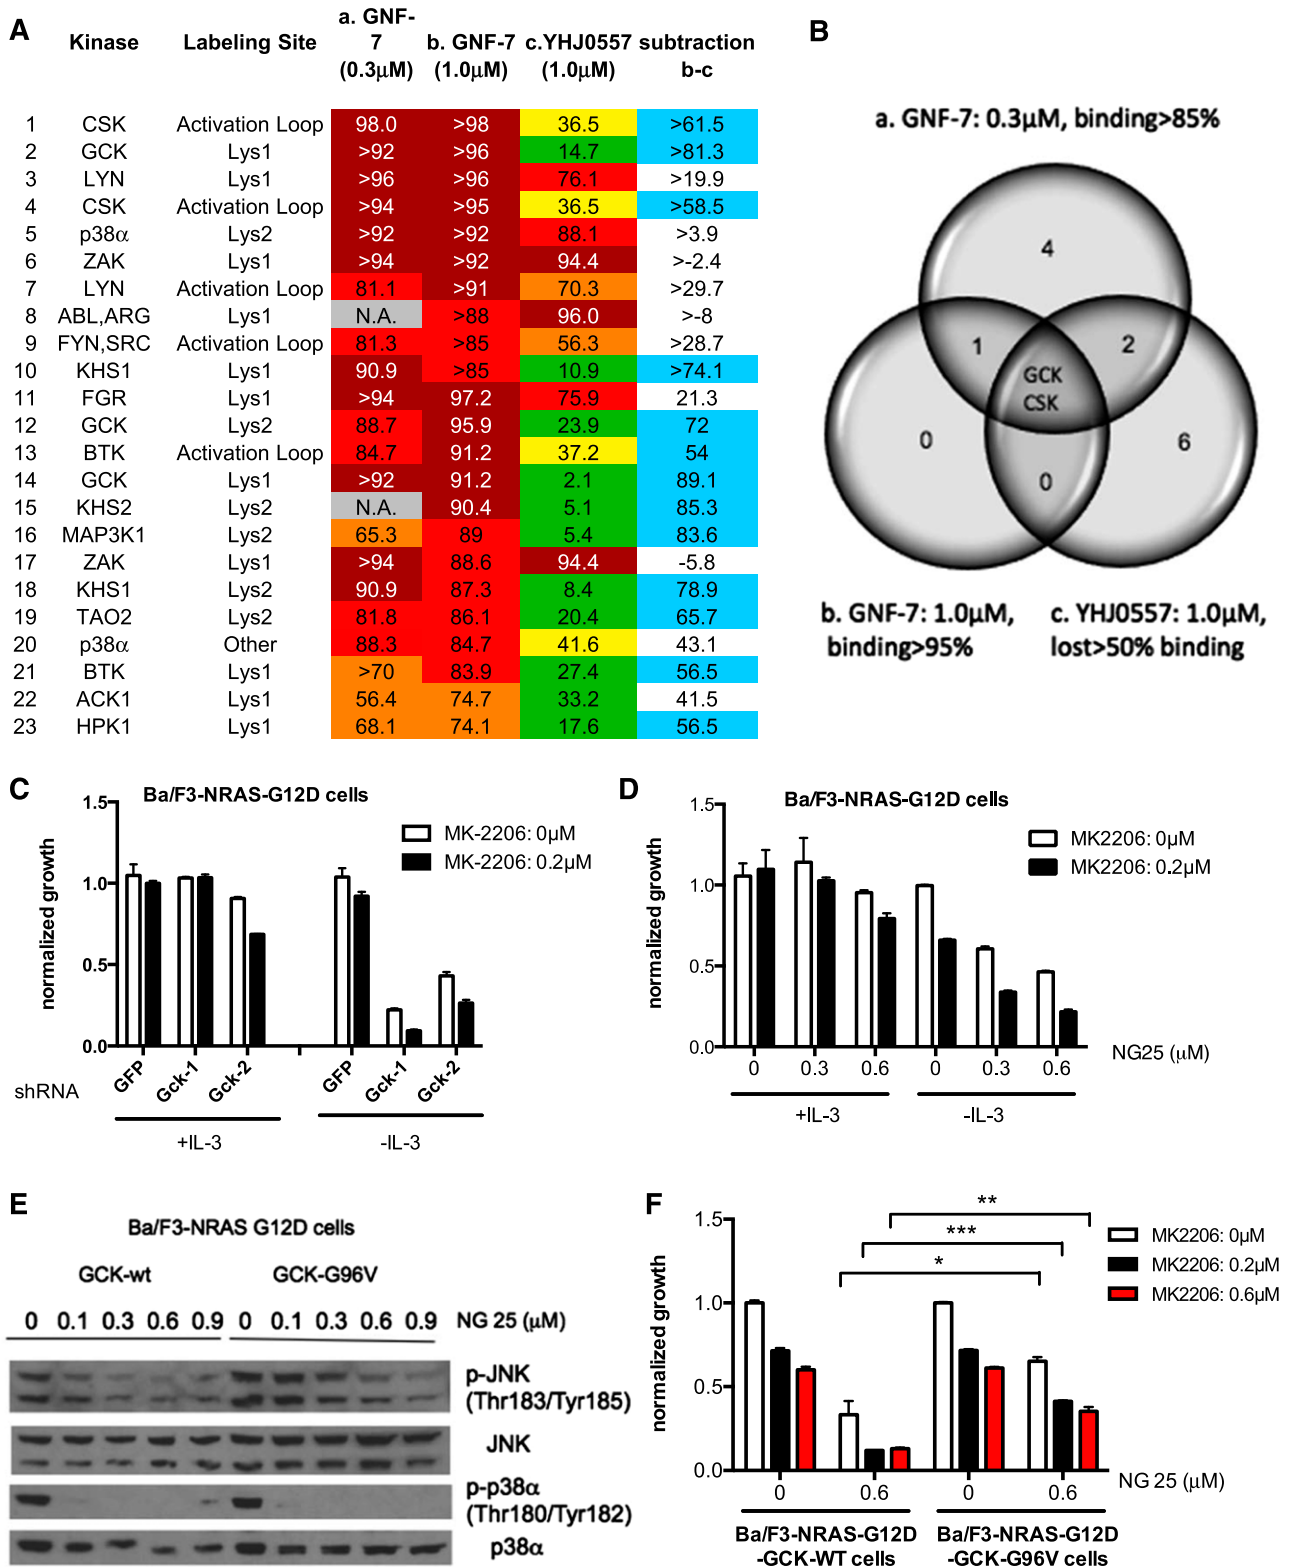 A
Kinase Labeling Site a. GNF-7 (0.3µM) b. GNF-7 (1.0µM) c.YHJ0557 (1.0µM) subtraction b-c
1 CSK Activation Loop 98.0 >98 36.5 >61.5
2 GCK Lys1 >92 >96 14.7 >81.3
3 LYN Lys1 >96 >96 76.1 >19.9
4 CSK Activation Loop >94 >95 36.5 >58.5
5 p38α Lys2 >92 >92 88.1 >3.9
6 ZAK Lys1 >94 >92 94.4 >-2.4
7 LYN Activation Loop 81.1 >91 70.3 >29.7
8 ABL,ARG Lys1 N.A. >88 96.0 >-8
9 FYN,SRC Activation Loop 81.3 >85 56.3 >28.7
10 KHS1 Lys1 90.9 >85 10.9 >74.1
11 FGR Lys1 >94 97.2 75.9 21.3
12 GCK Lys2 88.7 95.9 23.9 72
13 BTK Activation Loop 84.7 91.2 37.2 54
14 GCK Lys1 >92 91.2 2.1 89.1
15 KHS2 Lys2 N.A. 90.4 5.1 85.3
16 MAP3K1 Lys2 65.3 89 5.4 83.6
17 ZAK Lys1 >94 88.6 94.4 -5.8
18 KHS1 Lys2 90.9 87.3 8.4 78.9
19 TAO2 Lys2 81.8 86.1 20.4 65.7
20 p38α Other 88.3 84.7 41.6 43.1
21 BTK Lys1 >70 83.9 27.4 56.5
22 ACK1 Lys1 56.4 74.7 33.2 41.5
23 HPK1 Lys1 68.1 74.1 17.6 56.5
B
a. GNF-7: 0.3µM, binding>85%
4
1
2
GCK
CSK
0
6
0
b. GNF-7: 1.0µM,
binding>95%
c. YHJ0557: 1.0µM,
lost>50% binding
C
Ba/F3-NRAS-G12D cells
MK-2206: 0µM
MK-2206: 0.2µM
normalized growth
1.5
1.0
0.5
0.0
shRNA
GFP Gck-1 Gck-2 GFP Gck-1 Gck-2
+IL-3 -IL-3
D
Ba/F3-NRAS-G12D cells
MK2206: 0µM
MK2206: 0.2µM
normalized growth
1.5
1.0
0.5
0.0
0 0.3 0.6 0 0.3 0.6 NG25 (µM)
+IL-3 -IL-3
E
Ba/F3-NRAS G12D cells
GCK-wt GCK-G96V
0 0.1 0.3 0.6 0.9 0 0.1 0.3 0.6 0.9 NG 25 (µM)
p-JNK
(Thr183/Tyr185)
JNK
p-p38α
(Thr180/Tyr182)
p38α
F
**
***
*
MK2206: 0µM
MK2206: 0.2µM
MK2206: 0.6µM
normalized growth
1.5
1.0
0.5
0.0
0 0.6 0 0.6 NG 25 (µM)
Ba/F3-NRAS-G12D
-GCK-WT cells
Ba/F3-NRAS-G12D
-GCK-G96V cells